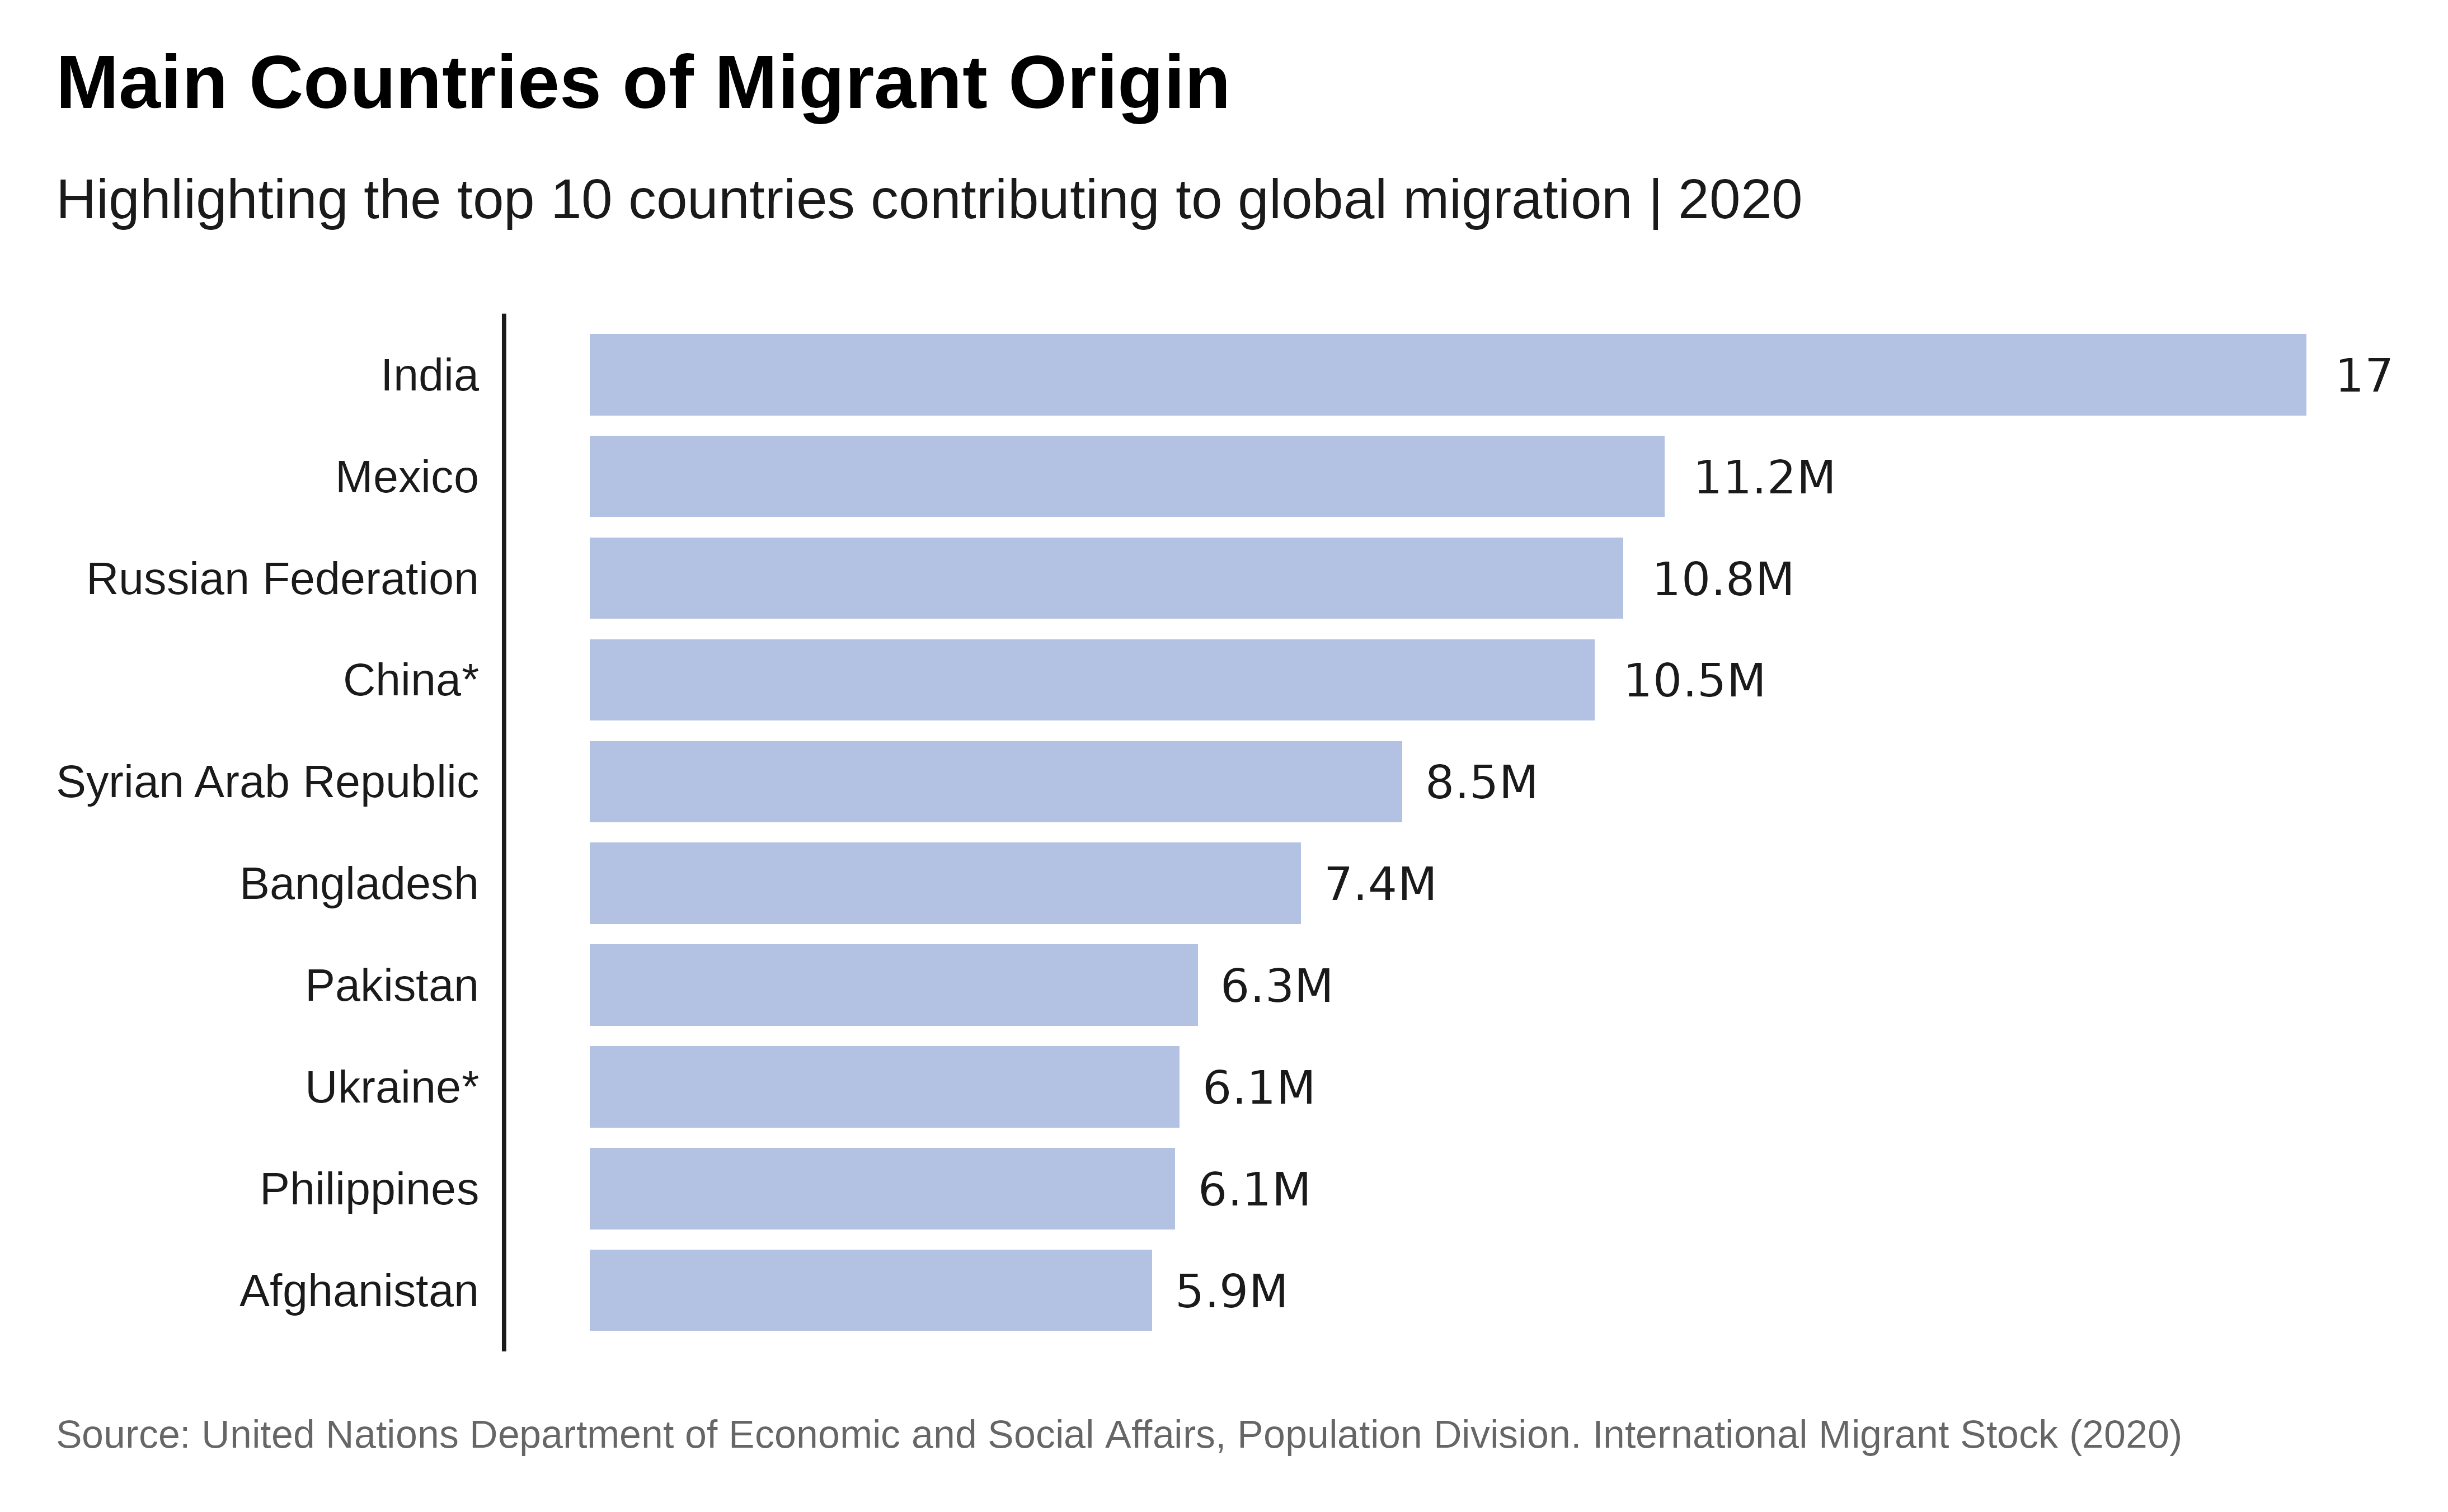 Main Countries of Migrant Origin
Highlighting the top 10 countries contributing to global migration | 2020
India 17
Mexico 11.2M
Russian Federation 10.8M
China* 10.5M
Syrian Arab Republic 8.5M
Bangladesh 7.4M
Pakistan 6.3M
Ukraine* 6.1M
Philippines 6.1M
Afghanistan 5.9M
Source: United Nations Department of Economic and Social Affairs, Population Division. International Migrant Stock (2020)